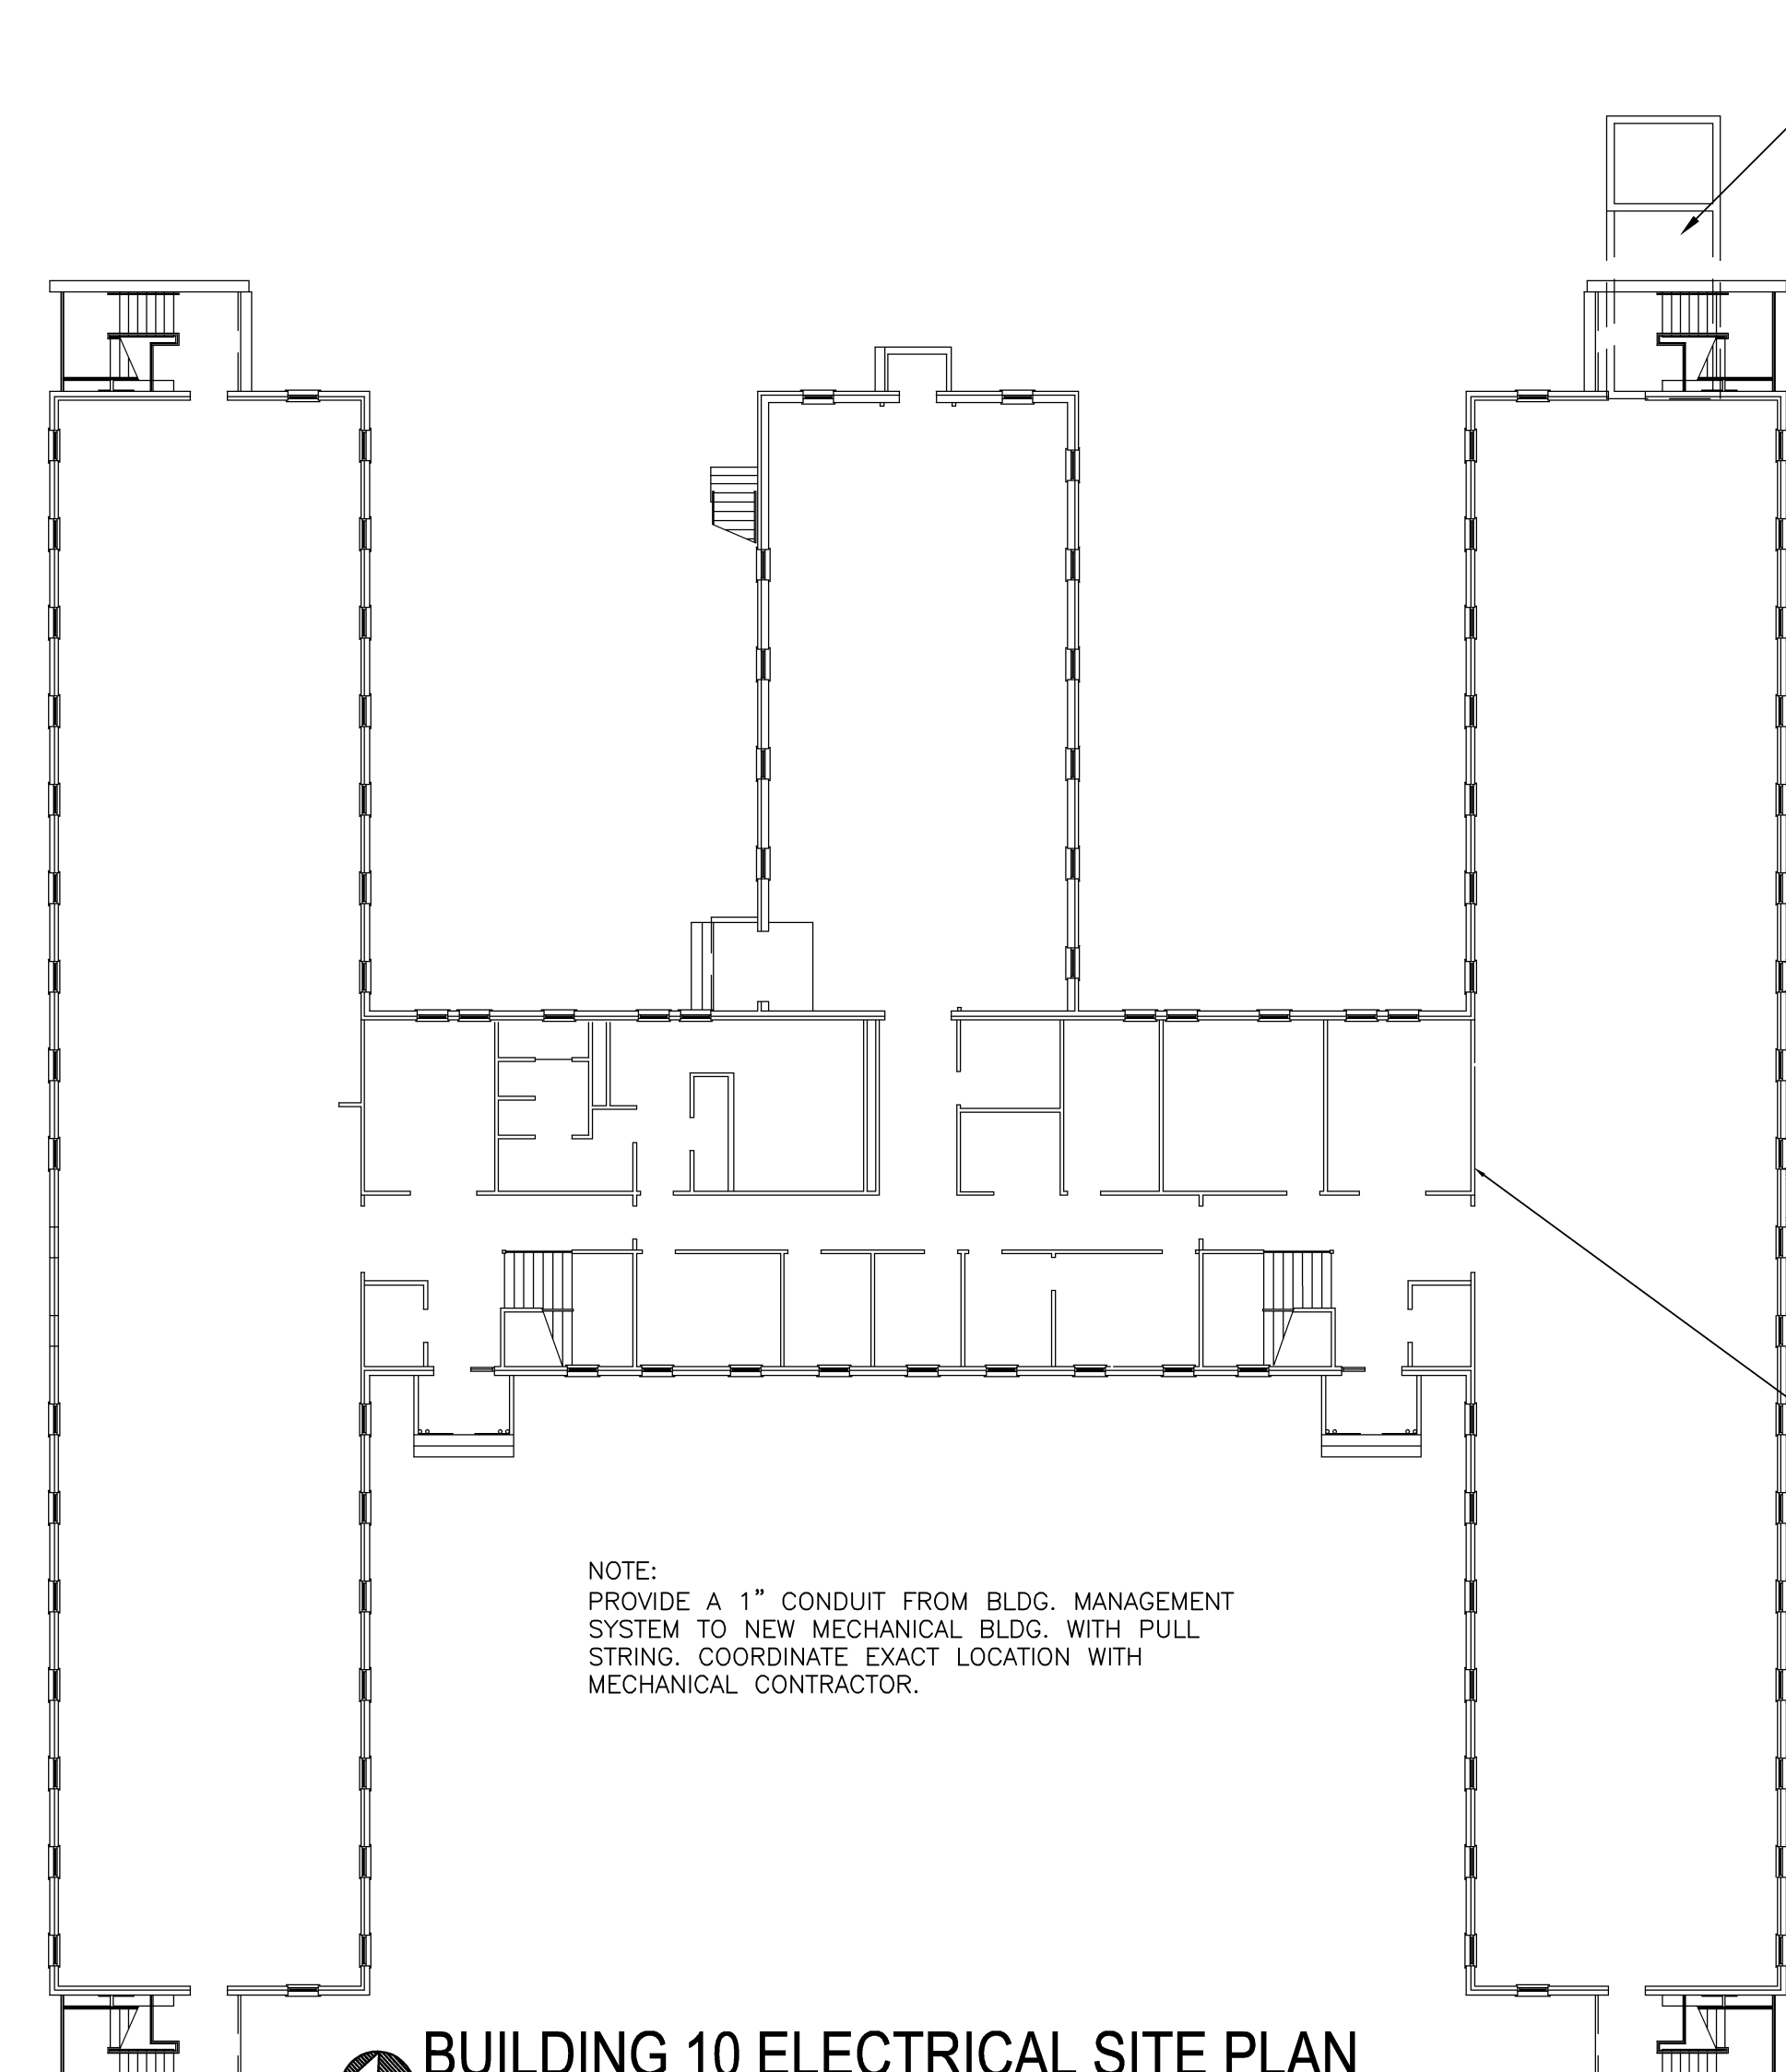 NOTE:
PROVIDE A 1” CONDUIT FROM BLDG. MANAGEMENT
SYSTEM TO NEW MECHANICAL BLDG. WITH PULL
STRING. COORDINATE EXACT LOCATION WITH
MECHANICAL CONTRACTOR.
BUILDING 10 ELECTRICAL SITE PLAN